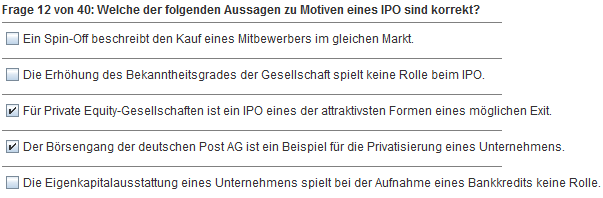 Frage 12 von 40: Welche der folgenden Aussagen zu Motiven eines IPO sind korrekt?
Ein Spin-Off beschreibt den Kauf eines Mitbewerbers im gleichen Markt.
Die Erhöhung des Bekanntheitsgrades der Gesellschaft spielt keine Rolle beim IPO.
Für Private Equity-Gesellschaften ist ein IPO eines der attraktivsten Formen eines möglichen Exit.
Der Börsengang der deutschen Post AG ist ein Beispiel für die Privatisierung eines Unternehmens.
Die Eigenkapitalausstattung eines Unternehmens spielt bei der Aufnahme eines Bankkredits keine Rolle.